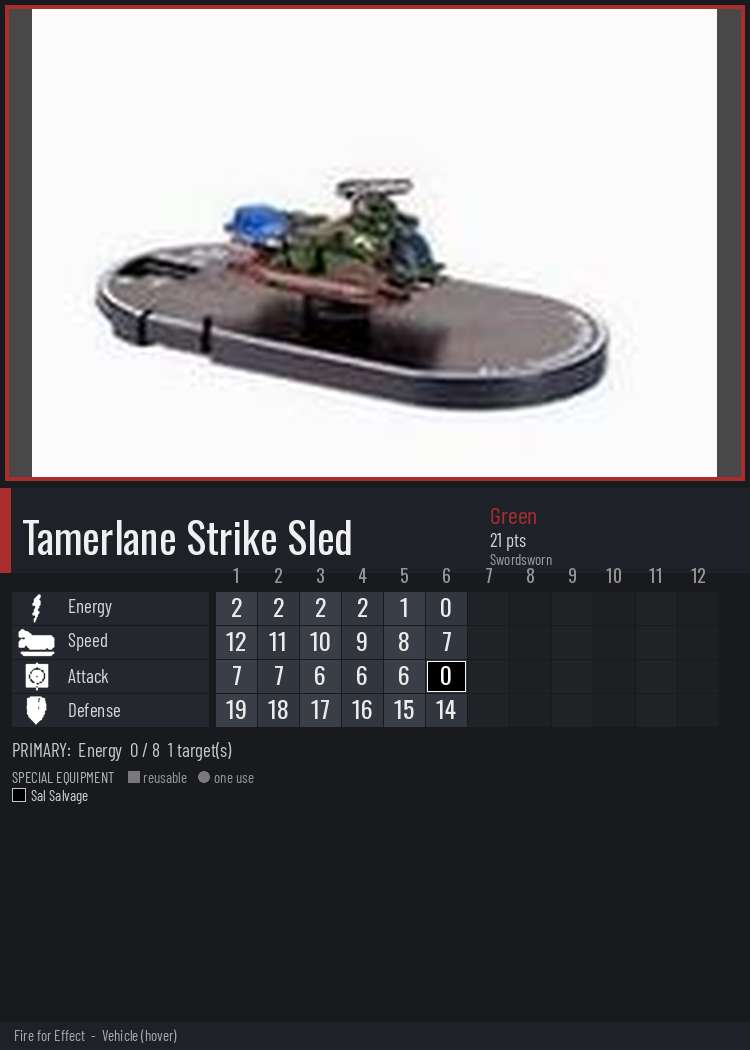 Tamerlane Strike Sled
Green
21 pts
Swordsworn
1 2 3 4 5 6 7 8 9 10 11 12
Energy 2 2 2 2 1 0
Speed 12 11 10 9 8 7
Attack 7 7 6 6 6 0
Defense 19 18 17 16 15 14
PRIMARY: Energy 0 / 8 1 target(s)
SPECIAL EQUIPMENT reusable one use
Sal Salvage
Fire for Effect - Vehicle (hover)